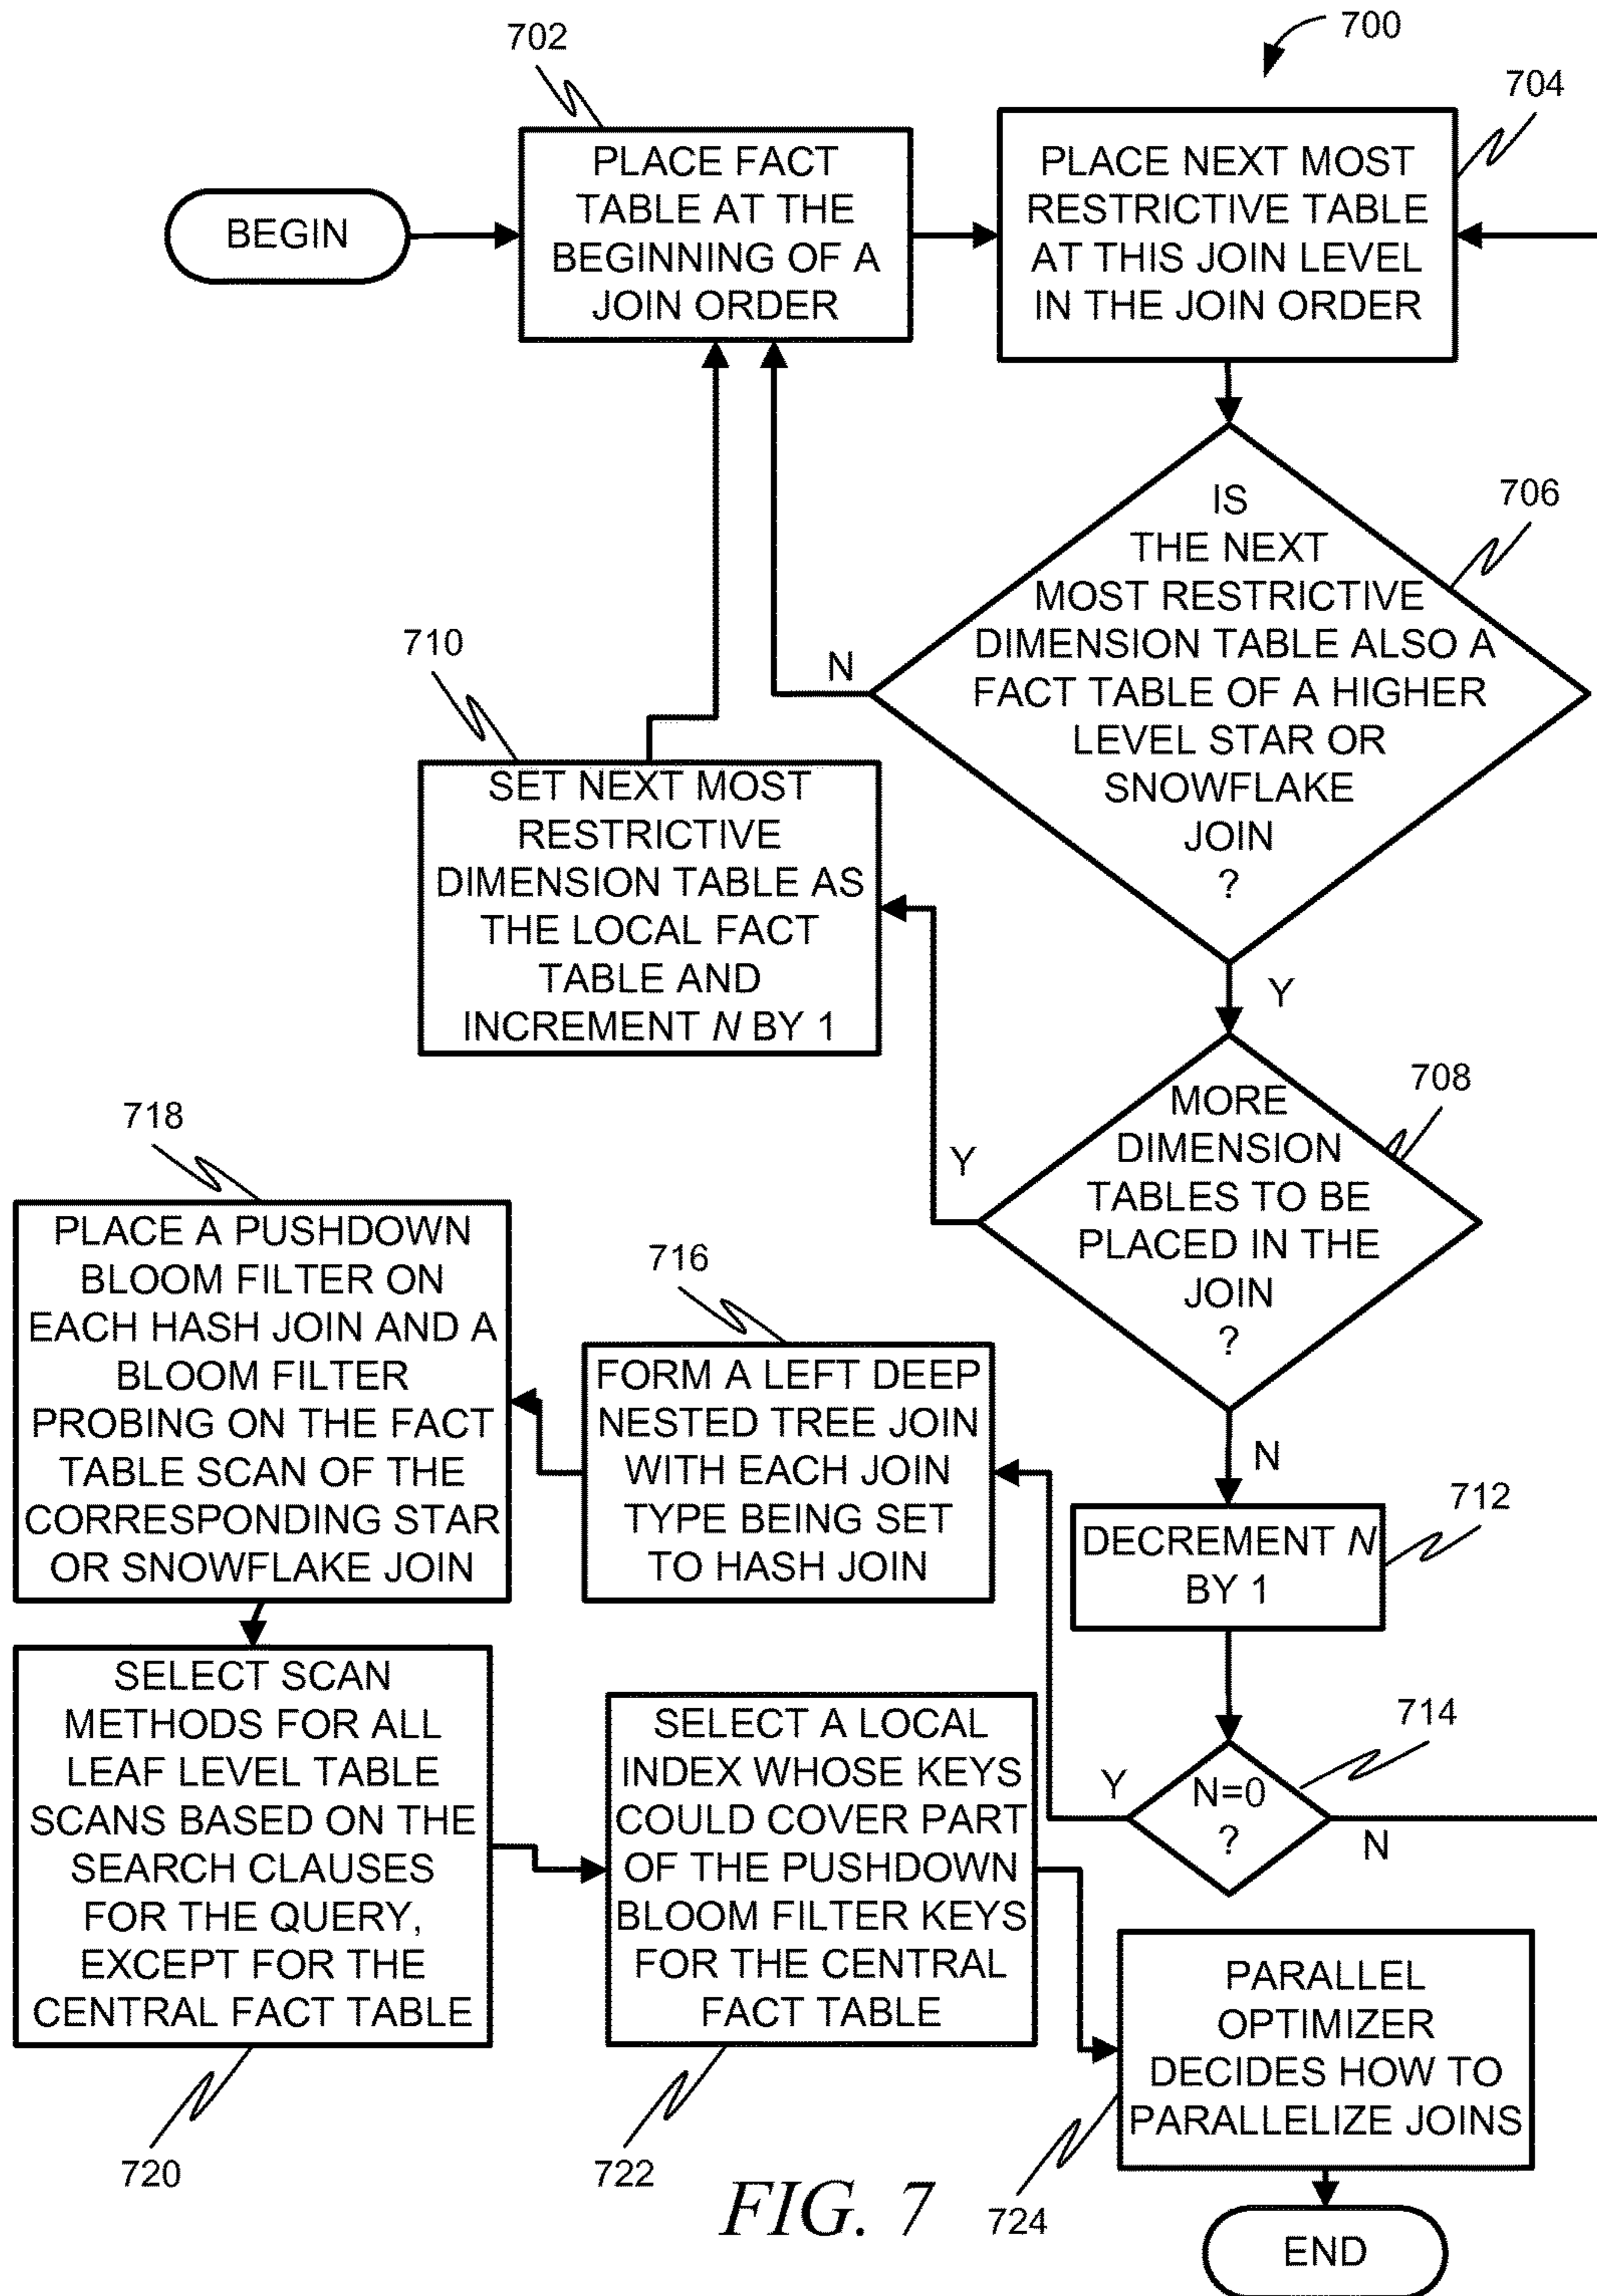 700
702
704
BEGIN
PLACE FACT
TABLE AT THE
BEGINNING OF A
JOIN ORDER
PLACE NEXT MOST
RESTRICTIVE TABLE
AT THIS JOIN LEVEL
IN THE JOIN ORDER
706
IS
THE NEXT
MOST RESTRICTIVE
DIMENSION TABLE ALSO A
FACT TABLE OF A HIGHER
LEVEL STAR OR
SNOWFLAKE
JOIN
?
N
Y
710
SET NEXT MOST
RESTRICTIVE
DIMENSION TABLE AS
THE LOCAL FACT
TABLE AND
INCREMENT N BY 1
708
MORE
DIMENSION
TABLES TO BE
PLACED IN THE
JOIN
?
Y
N
712
DECREMENT N
BY 1
714
N=0
?
Y
N
716
FORM A LEFT DEEP
NESTED TREE JOIN
WITH EACH JOIN
TYPE BEING SET
TO HASH JOIN
718
PLACE A PUSHDOWN
BLOOM FILTER ON
EACH HASH JOIN AND A
BLOOM FILTER
PROBING ON THE FACT
TABLE SCAN OF THE
CORRESPONDING STAR
OR SNOWFLAKE JOIN
SELECT SCAN
METHODS FOR ALL
LEAF LEVEL TABLE
SCANS BASED ON THE
SEARCH CLAUSES
FOR THE QUERY,
EXCEPT FOR THE
CENTRAL FACT TABLE
720
SELECT A LOCAL
INDEX WHOSE KEYS
COULD COVER PART
OF THE PUSHDOWN
BLOOM FILTER KEYS
FOR THE CENTRAL
FACT TABLE
722
PARALLEL
OPTIMIZER
DECIDES HOW TO
PARALLELIZE JOINS
724
END
FIG. 7